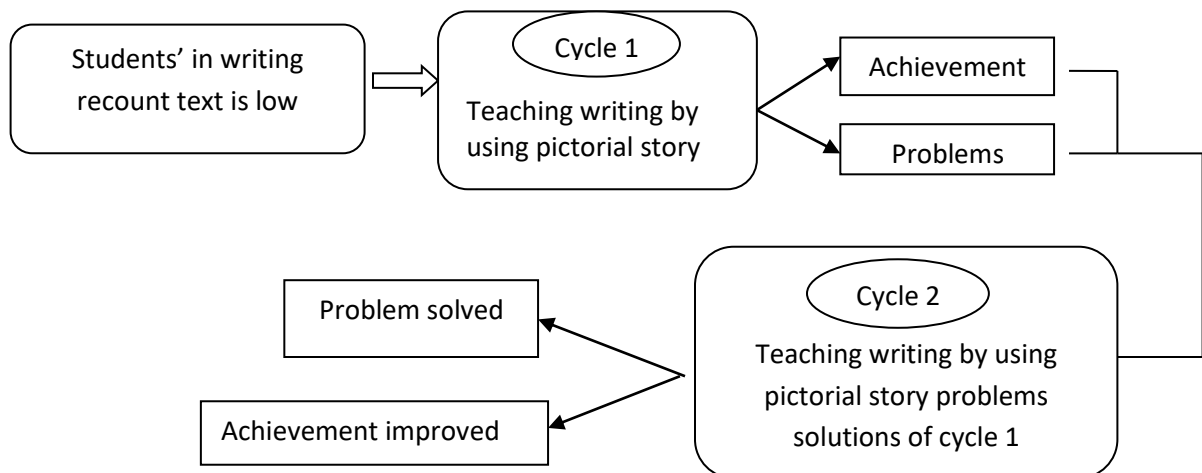 Students’ in writing
recount text is low
Cycle 1
Teaching writing by
using pictorial story
Achievement
Problems
Cycle 2
Teaching writing by using
pictorial story problems
solutions of cycle 1
Problem solved
Achievement improved